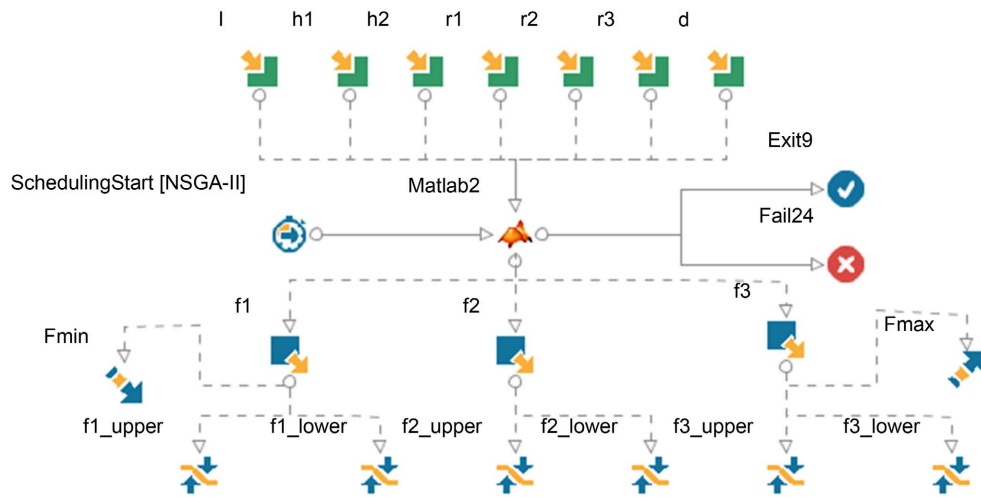 l h1 h2 r1 r2 r3 d
Exit9
SchedulingStart [NSGA-II]
Matlab2
Fail24
f1
f2
f3
Fmin
Fmax
f1_upper
f1_lower
f2_upper
f2_lower
f3_upper
f3_lower